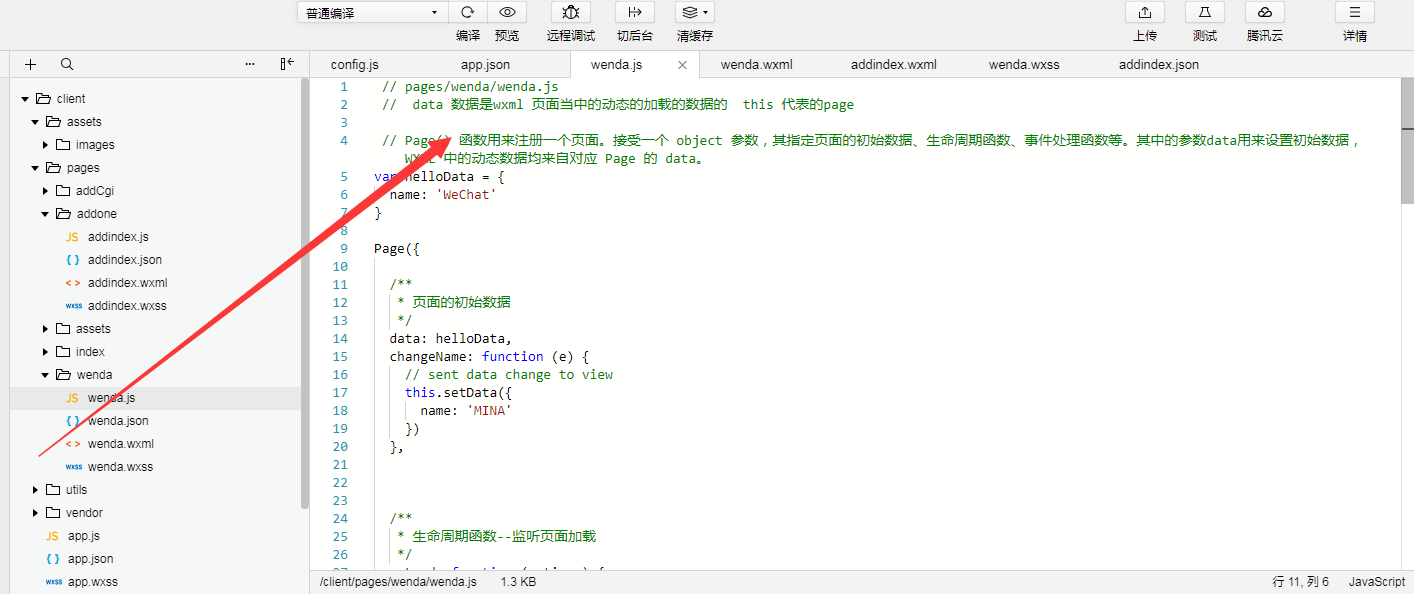 普通编译
编译 预览 远程调试 切后台 清缓存 上传 测试 腾讯云 详情
config.js app.json wenda.js wenda.wxml addindex.wxml wenda.wxss addindex.json
client
assets
images
pages
addCgi
addone
JS addindex.js
{ } addindex.json
< > addindex.wxml
wxss addindex.wxss
assets
index
wenda
JS wenda.js
{ } wenda.json
< > wenda.wxml
wxss wenda.wxss
utils
vendor
JS app.js
{ } app.json
wxss app.wxss
1 // pages/wenda/wenda.js
2 // data 数据是wxml 页面当中的动态的加载的数据的 this 代表的page
3
4 // Page() 函数用来注册一个页面。接受一个 object 参数，其指定页面的初始数据、生命周期函数、事件处理函数等。其中的参数data用来设置初始数据，
WXML 中的动态数据均来自对应 Page 的 data。
5 var helloData = {
6 name: 'WeChat'
7 }
8
9 Page({
10
11 /**
12 * 页面的初始数据
13 */
14 data: helloData,
15 changeName: function (e) {
16 // sent data change to view
17 this.setData({
18 name: 'MINA'
19 })
20 },
21
22
23
24 /**
25 * 生命周期函数--监听页面加载
26 */
/client/pages/wenda/wenda.js 1.3 KB 行 11, 列 6 JavaScript